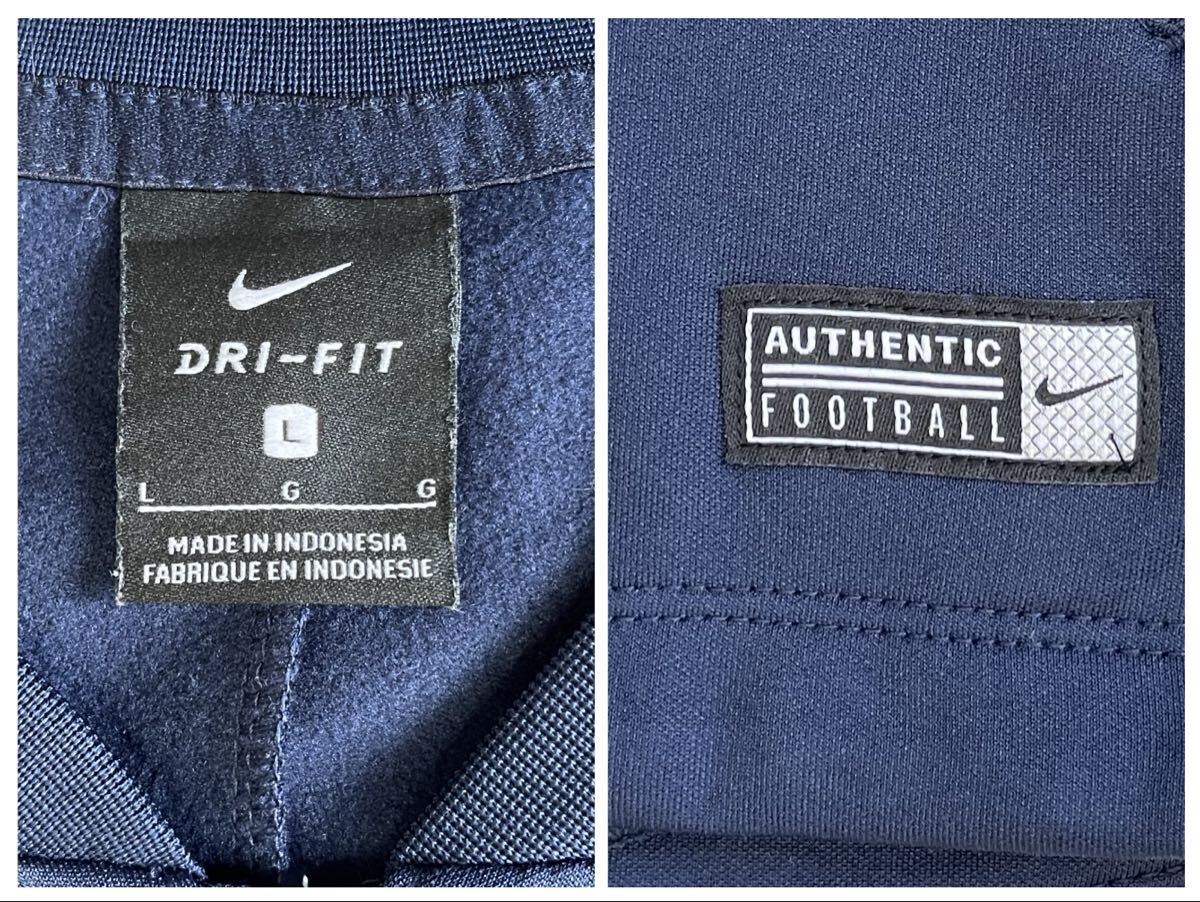 DRI-FIT
L
L G G
MADE IN INDONESIA
FABRIQUE EN INDONESIE
AUTHENTIC
FOOTBALL